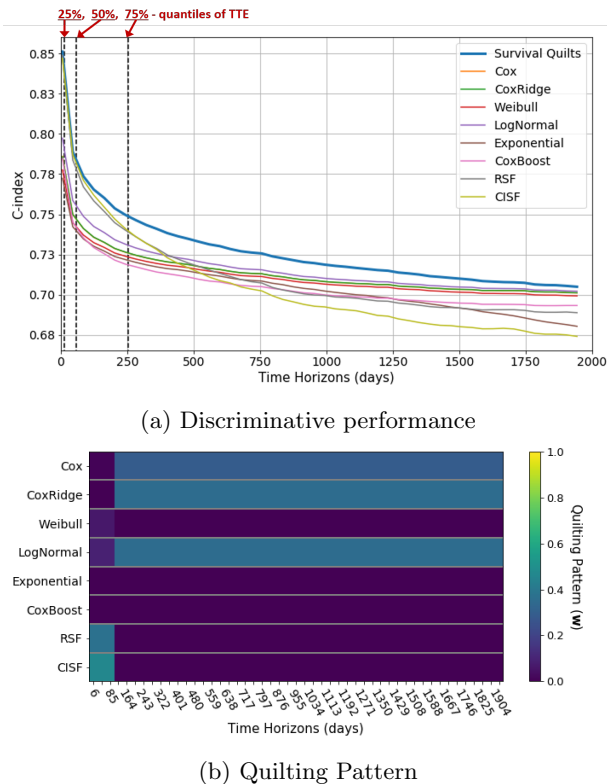 25%, 50%, 75% - quantiles of TTE
0.85
0.83
0.80
0.78
0.75
0.73
0.70
0.68
C-index
Survival Quilts
Cox
CoxRidge
Weibull
LogNormal
Exponential
CoxBoost
RSF
CISF
0 250 500 750 1000 1250 1500 1750 2000
Time Horizons (days)
(a) Discriminative performance
Cox
CoxRidge
Weibull
LogNormal
Exponential
CoxBoost
RSF
CISF
1.0
0.8
0.6
0.4
0.2
0.0
Quilting Pattern (w)
6 85 164 243 322 401 480 559 638 717 797 876 955 1034 1113 1192 1271 1350 1429 1508 1588 1667 1746 1825 1904
Time Horizons (days)
(b) Quilting Pattern